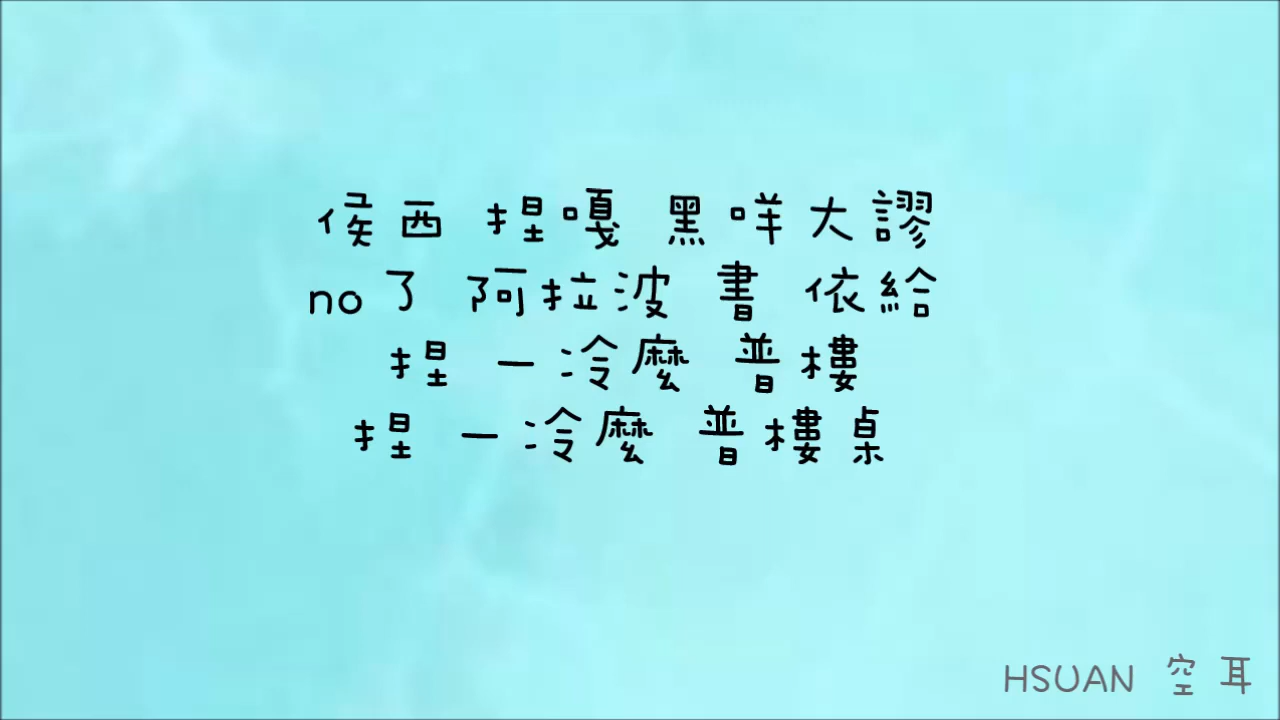 侯西 捏嘎 黑咩大謬
no了 阿拉波 書 依給
捏 一冷麼 普樓
捏 一冷麼 普樓桌
HSUAN 空耳